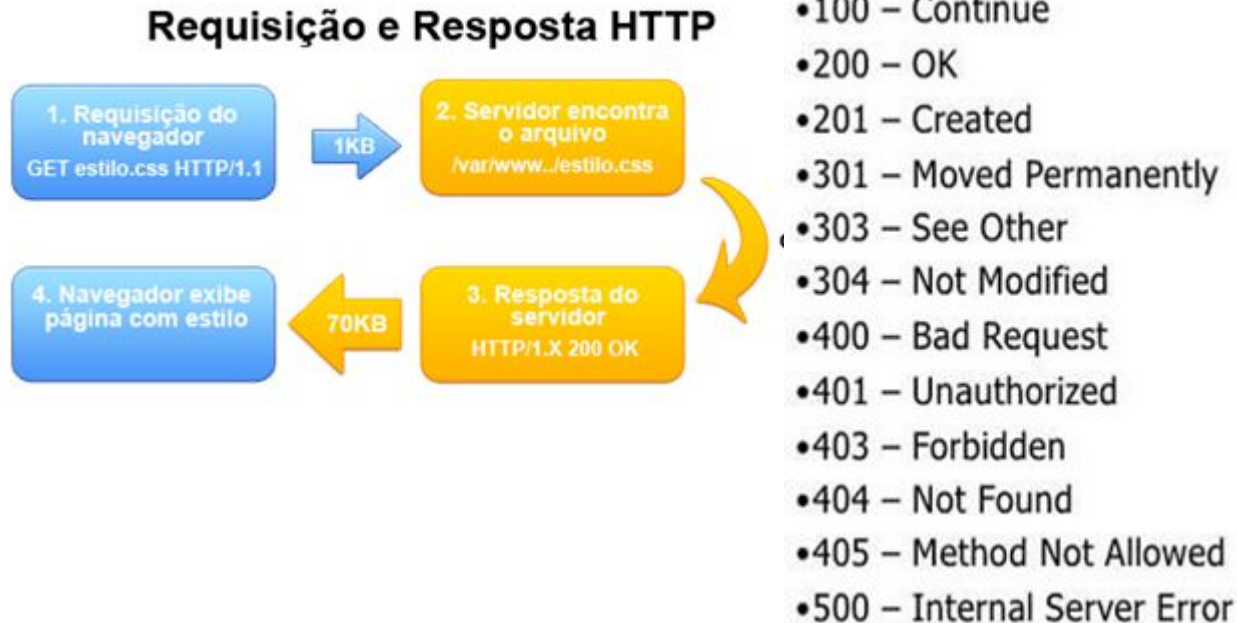 Requisição e Resposta HTTP
1. Requisição do
navegador
GET estilo.css HTTP/1.1
1KB
2. Servidor encontra
o arquivo
/var/www../estilo.css
3. Resposta do
servidor
HTTP/1.X 200 OK
70KB
4. Navegador exibe
página com estilo
•100 – Continue
•200 – OK
•201 – Created
•301 – Moved Permanently
•303 – See Other
•304 – Not Modified
•400 – Bad Request
•401 – Unauthorized
•403 – Forbidden
•404 – Not Found
•405 – Method Not Allowed
•500 – Internal Server Error